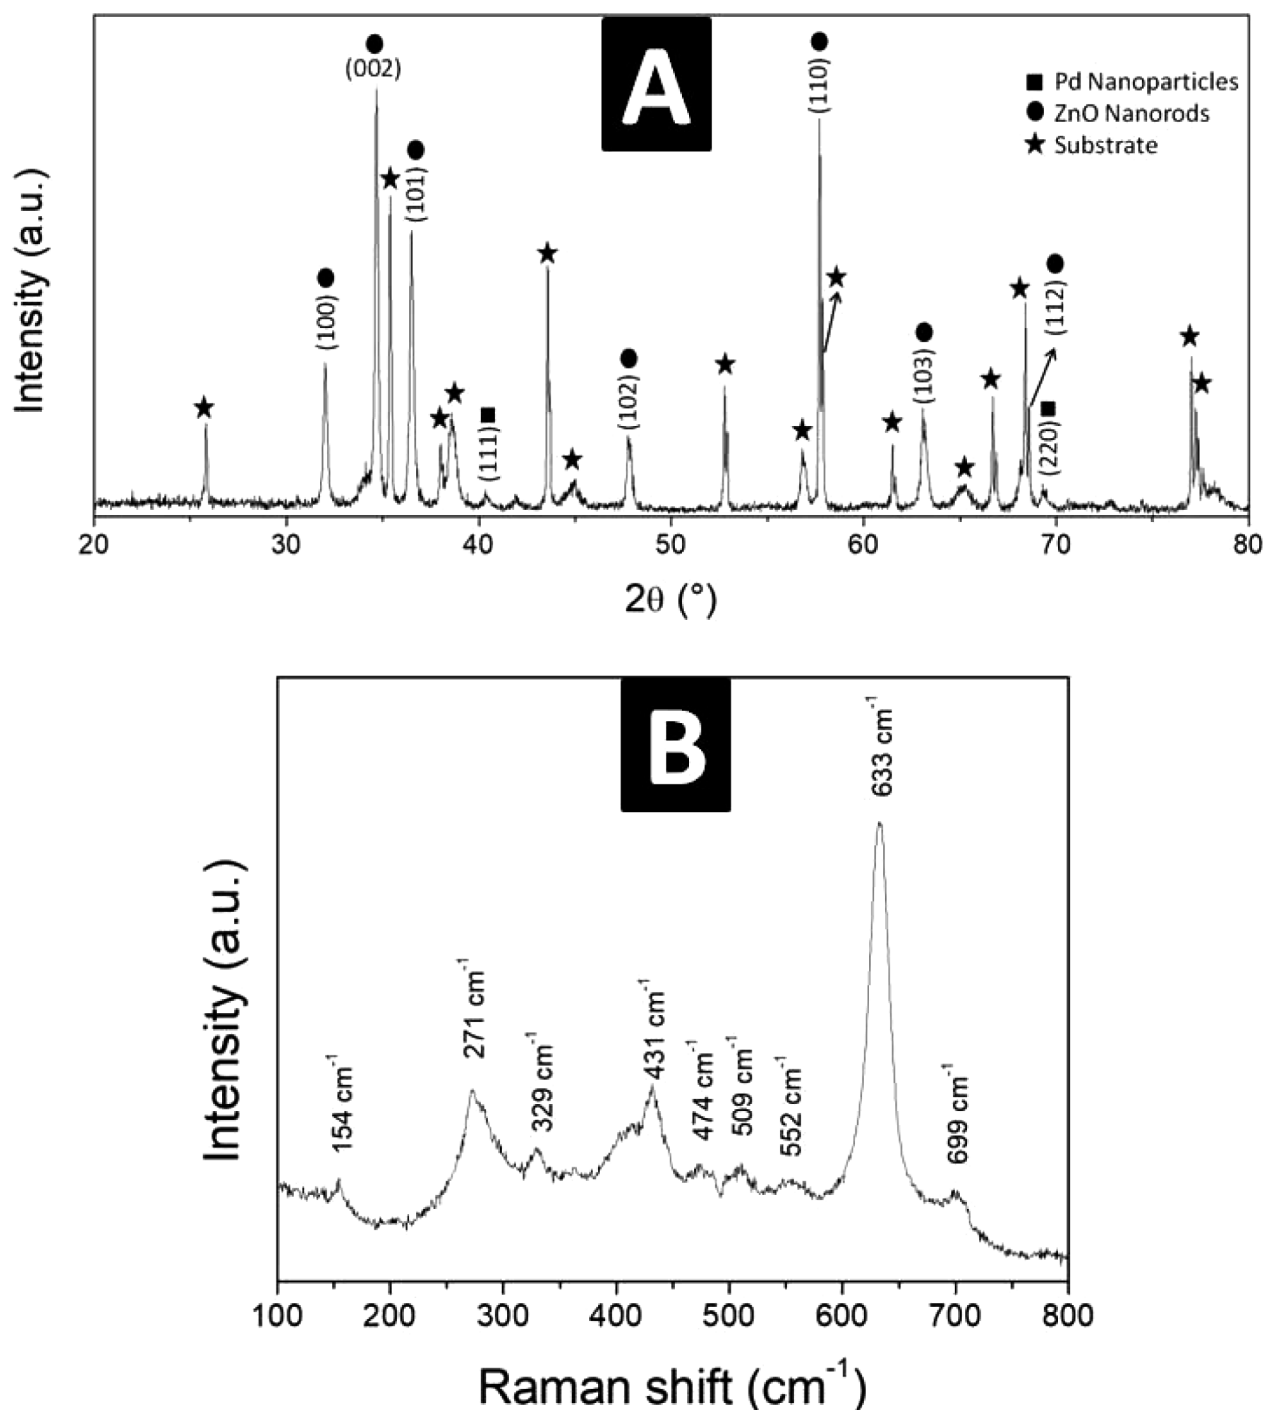 A
(002)
(110)
■ Pd Nanoparticles
● ZnO Nanorods
★ Substrate
(101)
(100)
(112)
(103)
(102)
(111)
(220)
Intensity (a.u.)
20 30 40 50 60 70 80
2θ (°)
B
633 cm⁻¹
271 cm⁻¹
431 cm⁻¹
329 cm⁻¹
474 cm⁻¹
509 cm⁻¹
154 cm⁻¹
552 cm⁻¹
699 cm⁻¹
Intensity (a.u.)
100 200 300 400 500 600 700 800
Raman shift (cm⁻¹)